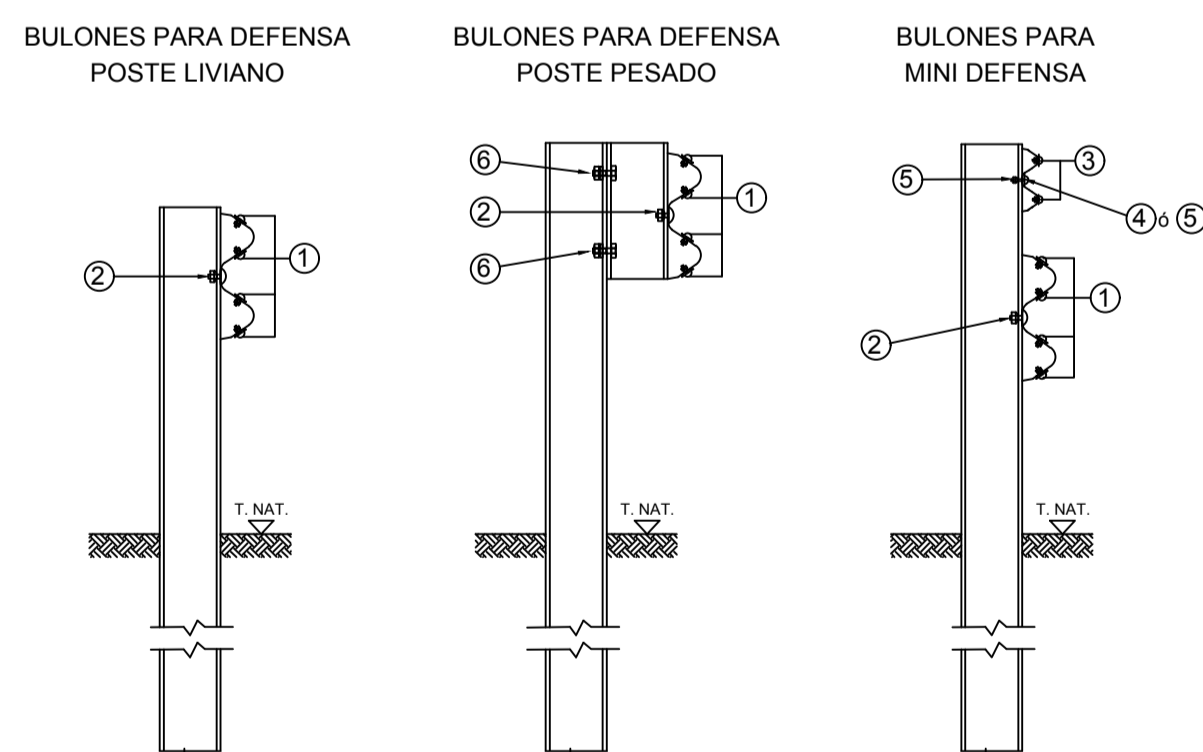 BULONES PARA DEFENSA
POSTE LIVIANO
2
1
T. NAT.
BULONES PARA DEFENSA
POSTE PESADO
6
2
1
6
T. NAT.
BULONES PARA
MINI DEFENSA
3
5
4 ó 5
1
2
T. NAT.